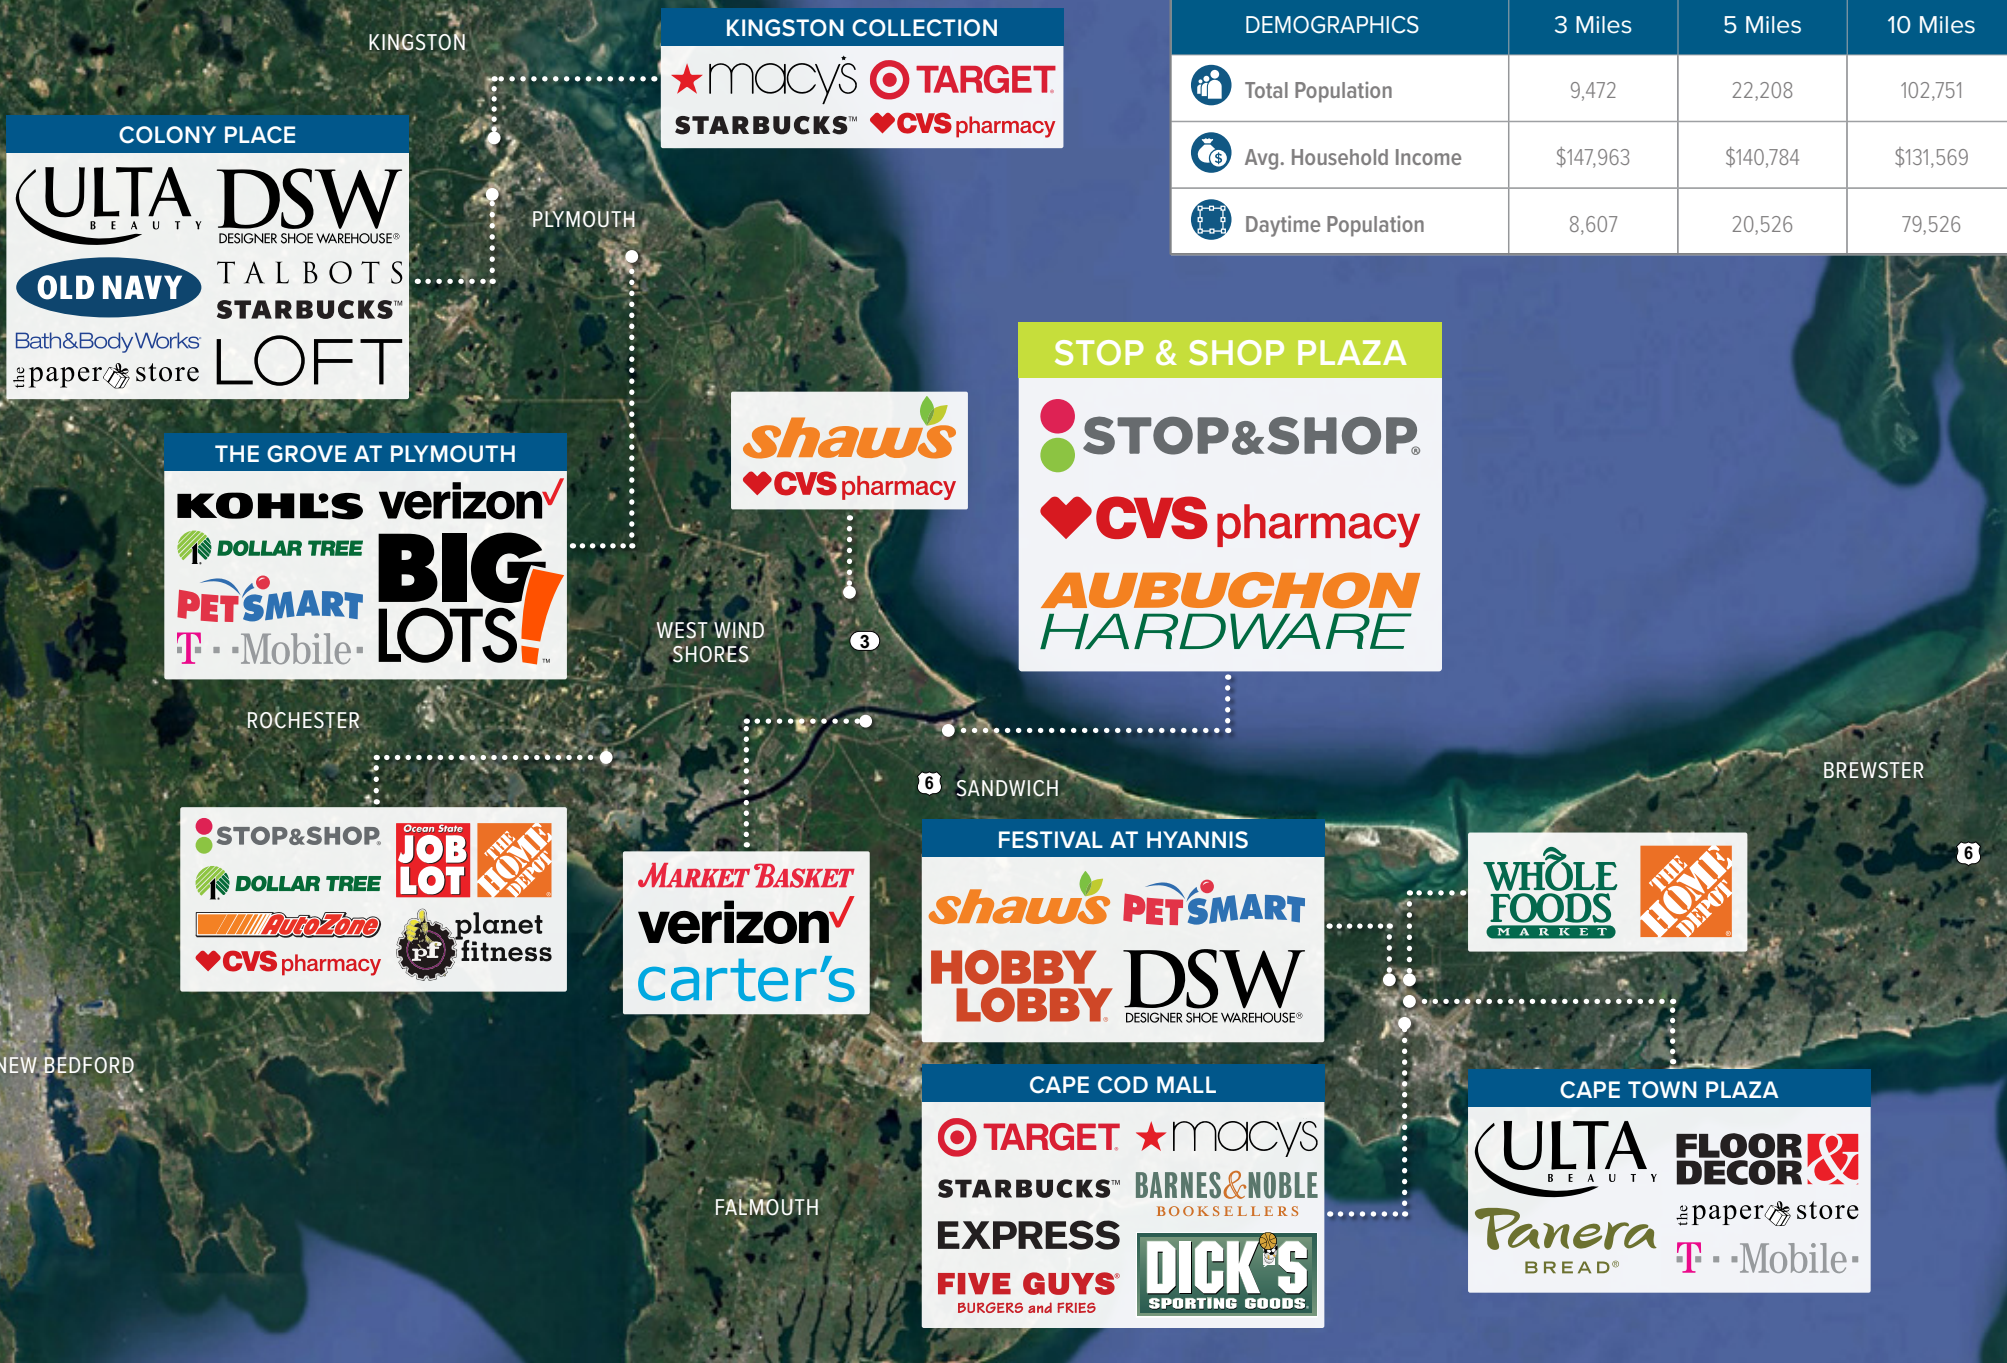 KINGSTON
KINGSTON COLLECTION
macy's TARGET
STARBUCKS™ CVS pharmacy
DEMOGRAPHICS 3 Miles 5 Miles 10 Miles
Total Population 9,472 22,208 102,751
Avg. Household Income $147,963 $140,784 $131,569
Daytime Population 8,607 20,526 79,526
COLONY PLACE
ULTA BEAUTY
DSW
DESIGNER SHOE WAREHOUSE®
OLD NAVY
TALBOTS
STARBUCKS™
Bath&BodyWorks
LOFT
the paper store
PLYMOUTH
THE GROVE AT PLYMOUTH
KOHL'S verizon
DOLLAR TREE
BIG LOTS!™
PETSMART
T··Mobile·
shaw's
CVS pharmacy
STOP & SHOP PLAZA
STOP&SHOP®
CVS pharmacy
AUBUCHON
HARDWARE
WEST WIND
SHORES
3
ROCHESTER
6
SANDWICH
BREWSTER
6
STOP&SHOP
Ocean State
JOB
LOT
THE
HOME
DEPOT
DOLLAR TREE
AutoZone
pf
planet
fitness
CVS pharmacy
MARKET BASKET
verizon
carter's
FESTIVAL AT HYANNIS
shaw's PETSMART
HOBBY
LOBBY
DSW
DESIGNER SHOE WAREHOUSE®
WHOLE
FOODS
MARKET
THE
HOME
DEPOT
NEW BEDFORD
FALMOUTH
CAPE COD MALL
TARGET macys
STARBUCKS™
BARNES&NOBLE
BOOKSELLERS
EXPRESS
FIVE GUYS®
BURGERS and FRIES
DICK'S
SPORTING GOODS
CAPE TOWN PLAZA
ULTA
BEAUTY
FLOOR &
DECOR
the paper store
Panera
BREAD®
T··Mobile·